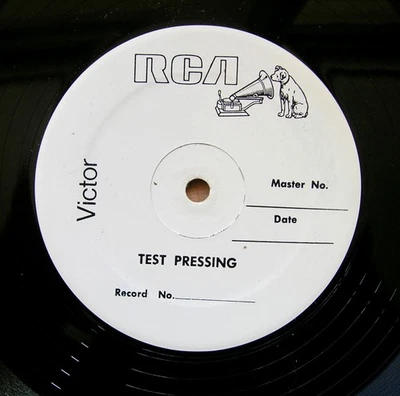 RCA
Victor
Master No.
Date
TEST PRESSING
Record No.